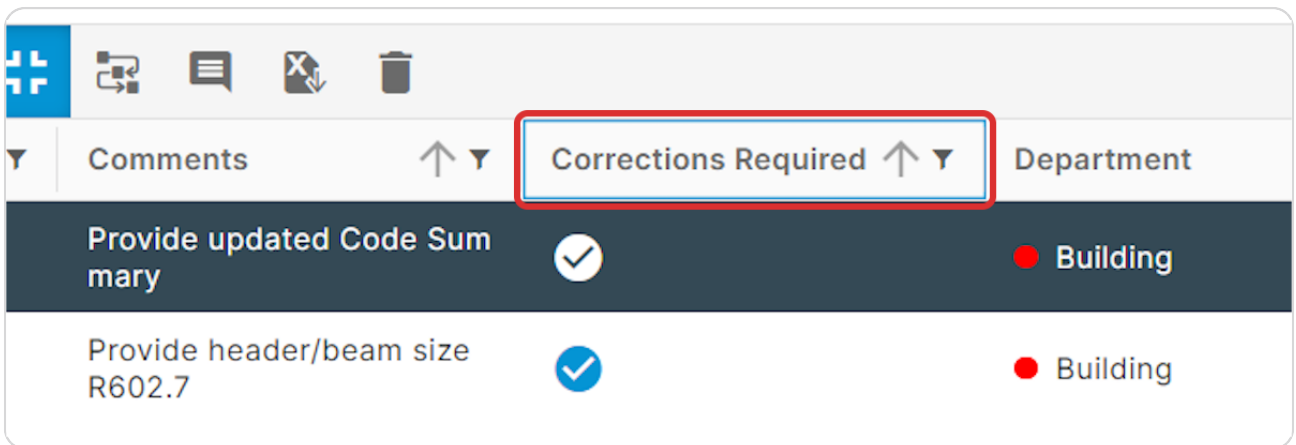 Comments Corrections Required Department
Provide updated Code Sum
mary
Building
Provide header/beam size
R602.7
Building